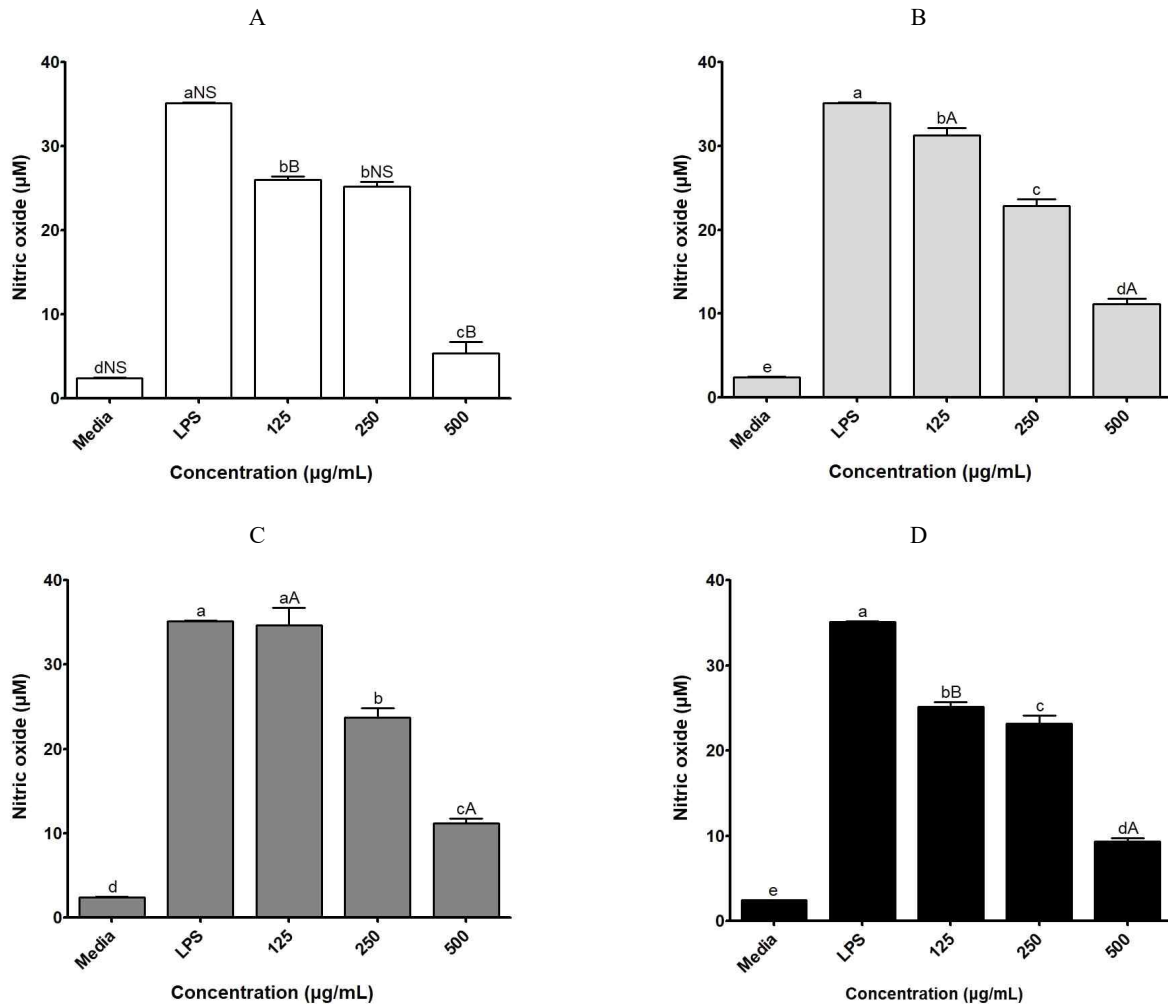 A
Nitric oxide (µM)
40
30
20
10
0
aNS
bB
bNS
cB
dNS
Media
LPS
125
250
500
Concentration (µg/mL)
B
Nitric oxide (µM)
40
30
20
10
0
a
bA
c
dA
e
Media
LPS
125
250
500
Concentration (µg/mL)
C
Nitric oxide (µM)
40
30
20
10
0
a
aA
b
cA
d
Media
LPS
125
250
500
Concentration (µg/mL)
D
Nitric oxide (µM)
40
30
20
10
0
a
bB
c
dA
e
Media
LPS
125
250
500
Concentration (µg/mL)